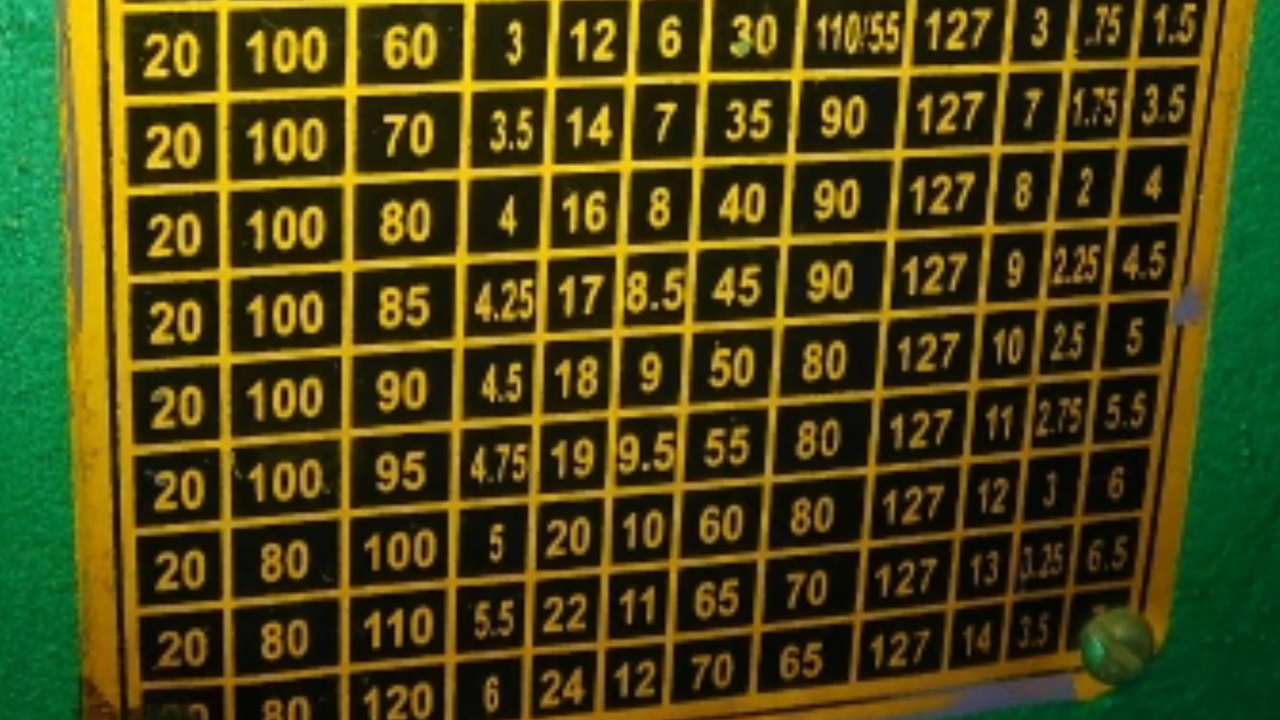 20 100 60 3 12 6 30 110/55 127 3 .75 1.5
20 100 70 3.5 14 7 35 90 127 7 1.75 3.5
20 100 80 4 16 8 40 90 127 8 2 4
20 100 85 4.25 17 8.5 45 90 127 9 2.25 4.5
20 100 90 4.5 18 9 50 80 127 10 2.5 5
20 100 95 4.75 19 9.5 55 80 127 11 2.75 5.5
20 80 100 5 20 10 60 80 127 12 3 6
20 80 110 5.5 22 11 65 70 127 13 3.25 6.5
20 80 120 6 24 12 70 65 127 14 3.5